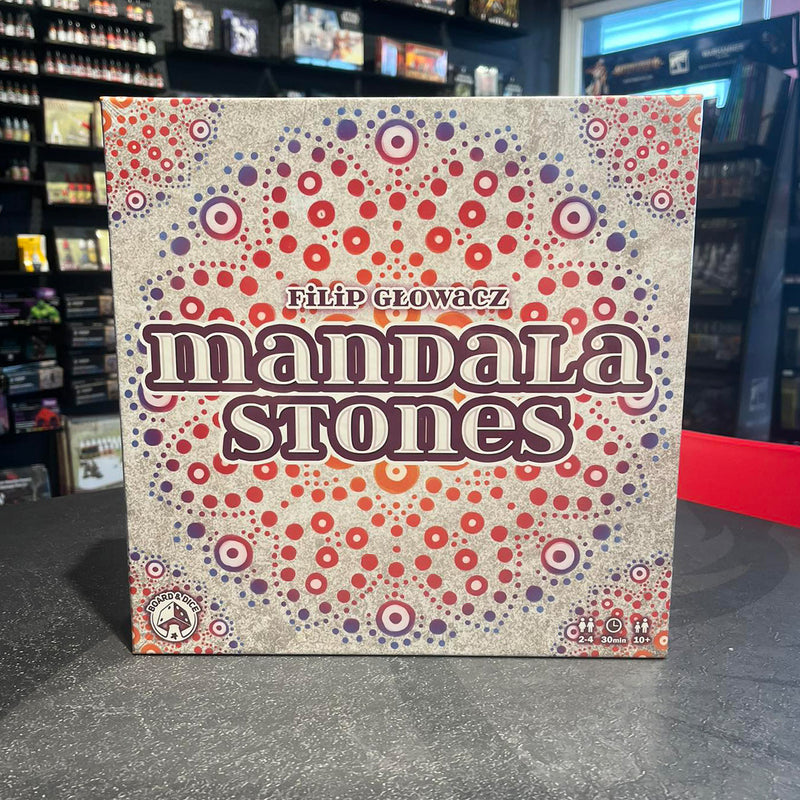 FiLiP GŁOWACZ
MANDALA
STONES
BOARD & DICE
2-4 30min 10+